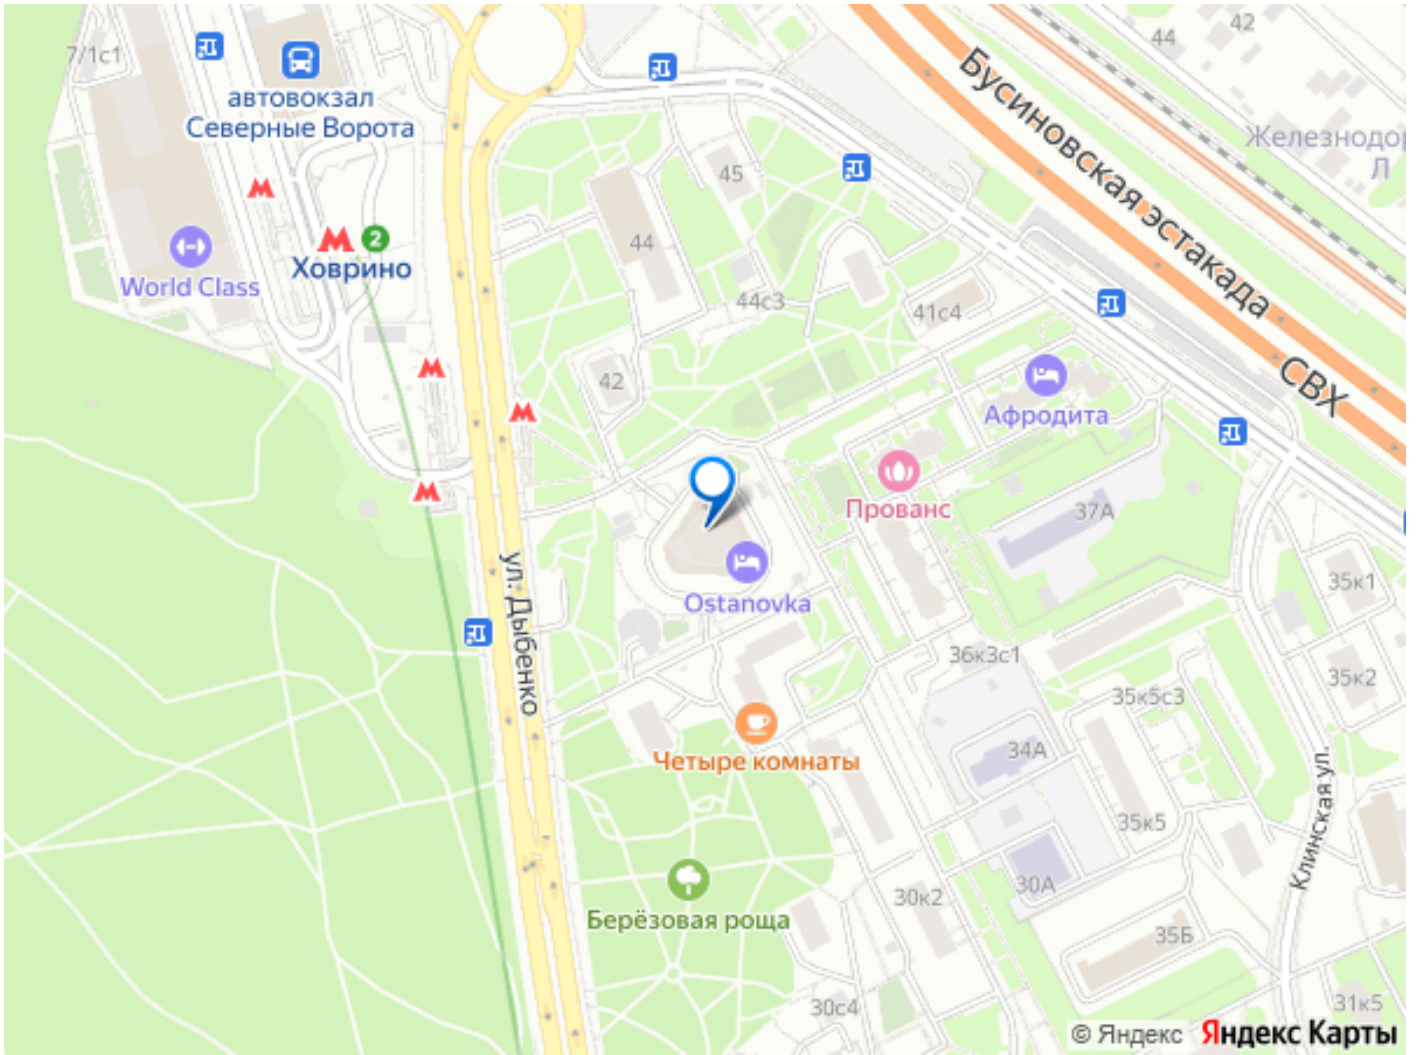 7/1с1
автовокзал
Северные Ворота
2
Ховрино
World Class
45
44
44с3
41с4
42
44
42
Железнодор
Л
Бусиновская эстакада
СВХ
Афродита
Прованс
37А
Ostanovka
ул. Дыбенко
36к3с1
35к1
35к2
35к5с3
Четыре комнаты
34А
35к5
Клинская ул.
30А
30к2
Берёзовая роща
35Б
30с4
31к5
© Яндекс Яндекс Карты